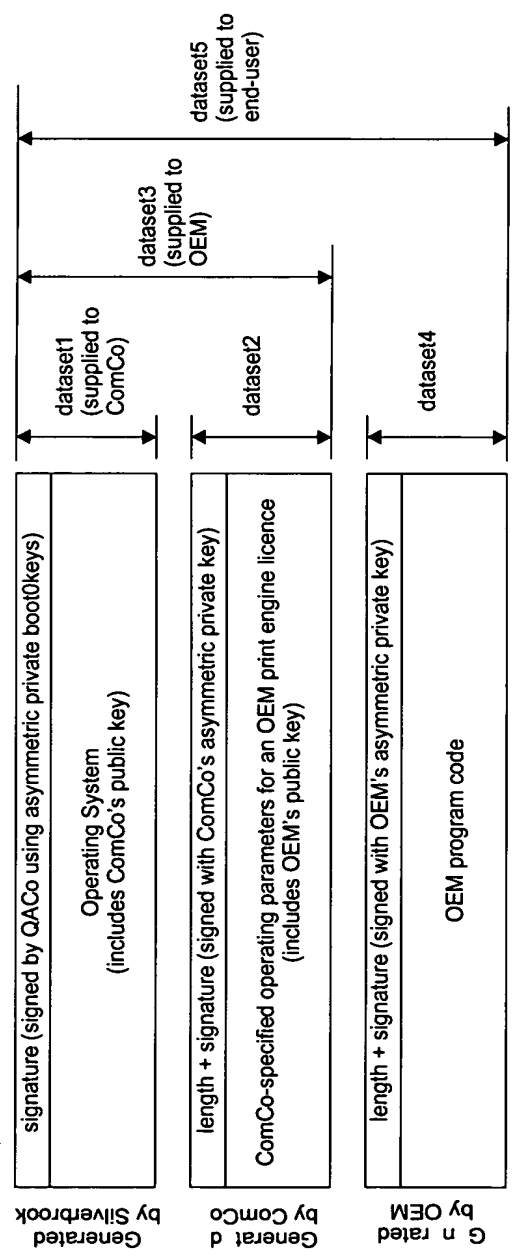 dataset5
(supplied to
end-user)
dataset3
(supplied to
OEM)
dataset1
(supplied to
ComCo)
dataset2
dataset4
signature (signed by QACo using asymmetric private boot0keys)
Operating System
(includes ComCo's public key)
length + signature (signed with ComCo's asymmetric private key)
ComCo-specified operating parameters for an OEM print engine licence
(includes OEM's public key)
length + signature (signed with OEM's asymmetric private key)
OEM program code
Generated
by Silverbrook
Generat d
by ComCo
G n rated
by OEM